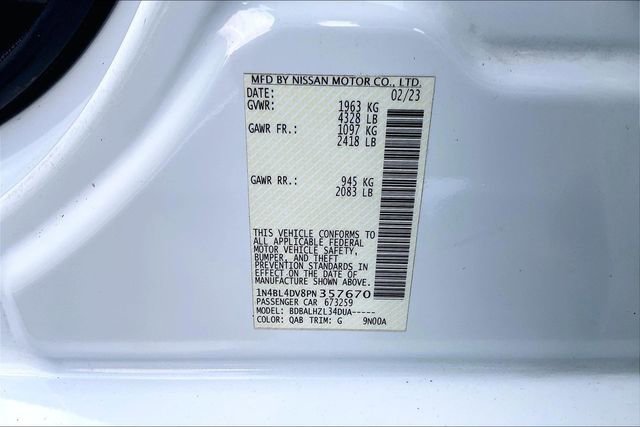 MFD BY NISSAN MOTOR CO., LTD.
DATE: 02/23
GVWR: 1963 KG
4328 LB
GAWR FR.: 1097 KG
2418 LB
GAWR RR.: 945 KG
2083 LB
THIS VEHICLE CONFORMS TO
ALL APPLICABLE FEDERAL
MOTOR VEHICLE SAFETY,
BUMPER, AND THEFT
PREVENTION STANDARDS IN
EFFECT ON THE DATE OF
MANUFACTURE SHOWN ABOVE.
1N4BL4DV8PN357670
PASSENGER CAR 673259
MODEL: BDBALHZL34DUA-----
COLOR: QAB TRIM: G 9N00A